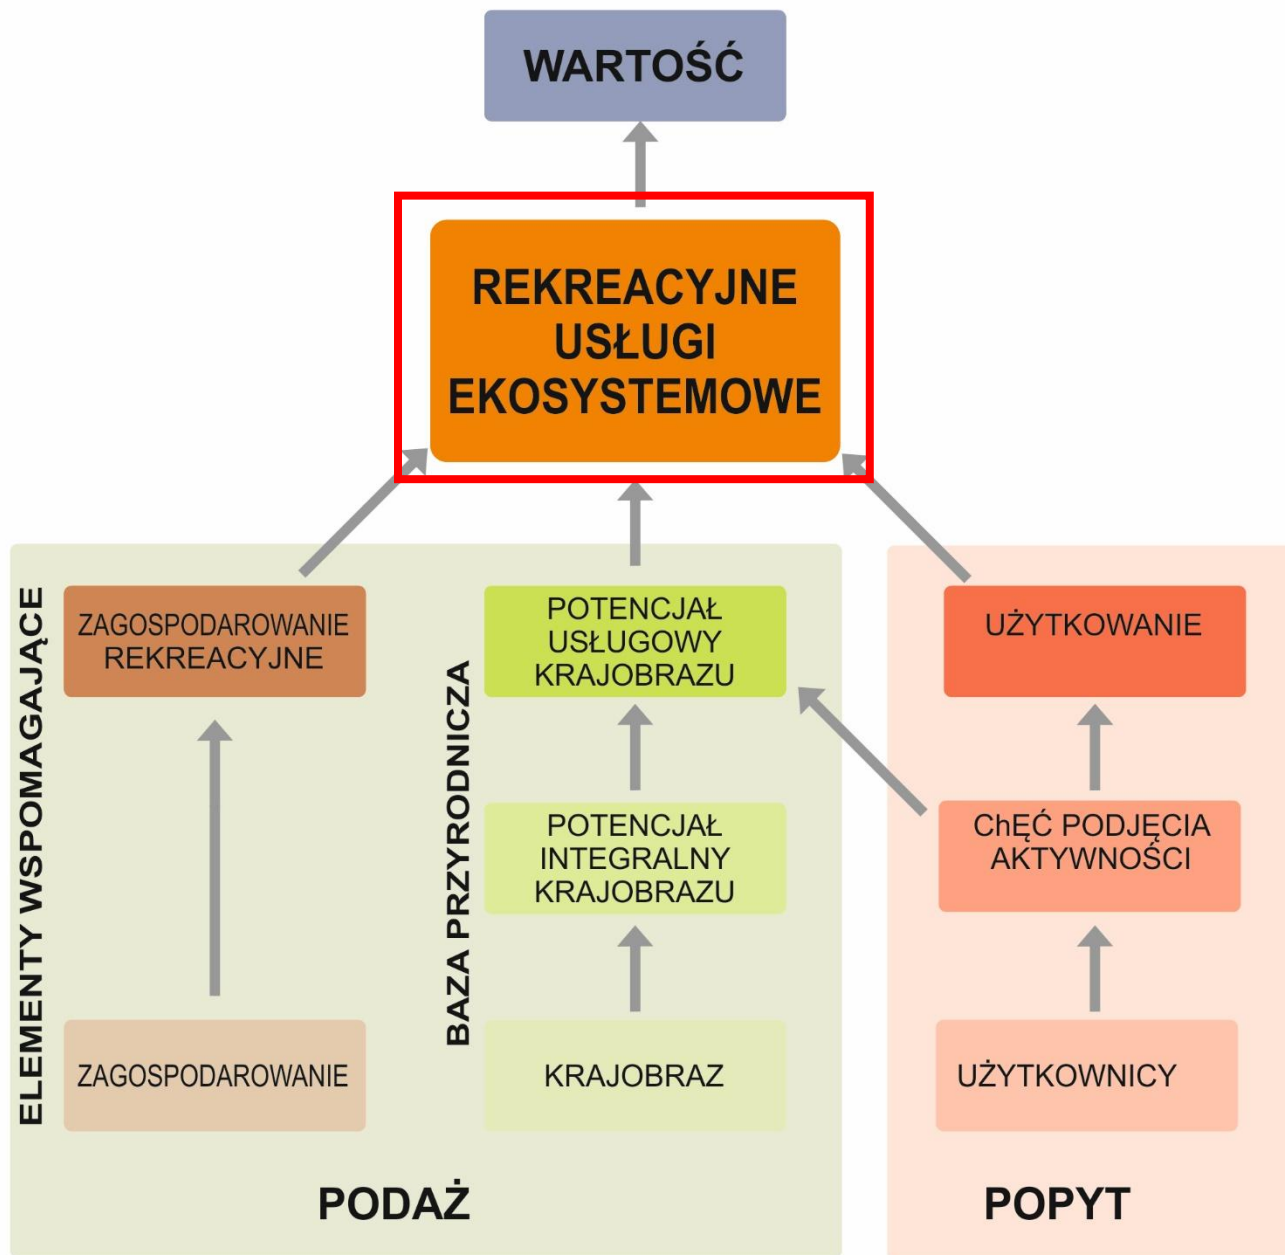 WARTOŚĆ
REKREACYJNE
USŁUGI
EKOSYSTEMOWE
ELEMENTY WSPOMAGAJĄCE
ZAGOSPODAROWANIE
REKREACYJNE
ZAGOSPODAROWANIE
BAZA PRZYRODNICZA
POTENCJAŁ
USŁUGOWY
KRAJOBRAZU
POTENCJAŁ
INTEGRALNY
KRAJOBRAZU
KRAJOBRAZ
PODAŻ
UŻYTKOWANIE
ChĘĆ PODJĘCIA
AKTYWNOŚCI
UŻYTKOWNICY
POPYT